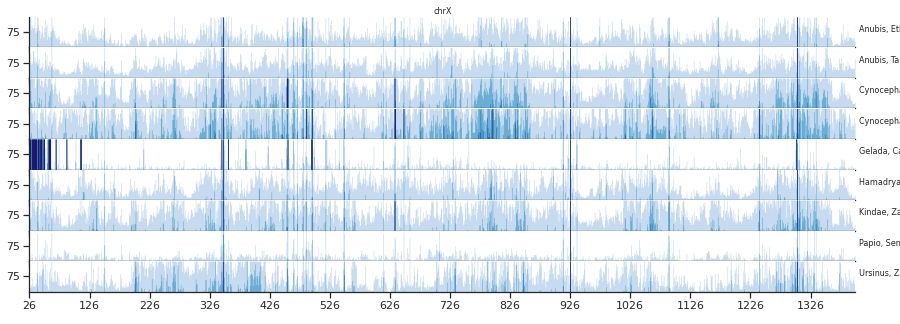 chrX
75 Anubis, Et
75 Anubis, Ta
75 Cynoceph
75 Cynoceph
75 Gelada, Ca
75 Hamadrya
75 Kindae, Za
75 Papio, Sen
75 Ursinus, Z
26 126 226 326 426 526 626 726 826 926 1026 1126 1226 1326